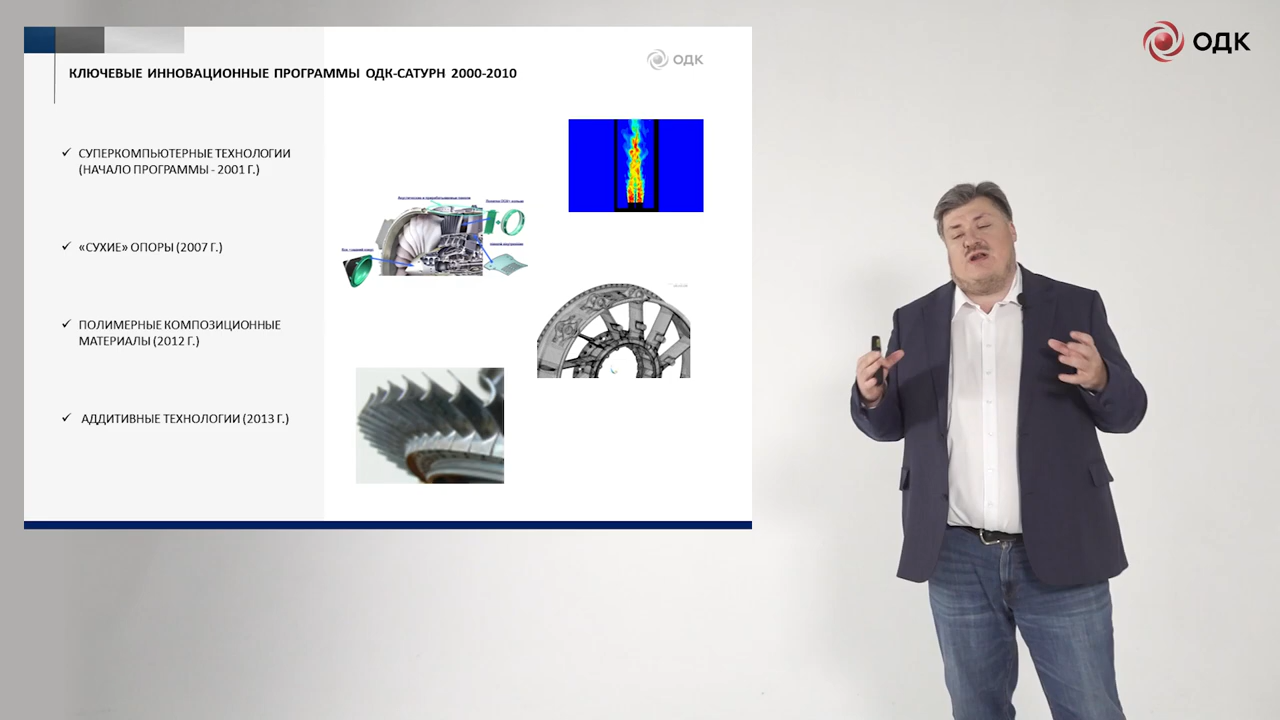 ОДК
ОДК
КЛЮЧЕВЫЕ ИННОВАЦИОННЫЕ ПРОГРАММЫ ОДК-САТУРН 2000-2010
✓ СУПЕРКОМПЬЮТЕРНЫЕ ТЕХНОЛОГИИ
(НАЧАЛО ПРОГРАММЫ - 2001 Г.)
✓ «СУХИЕ» ОПОРЫ (2007 Г.)
✓ ПОЛИМЕРНЫЕ КОМПОЗИЦИОННЫЕ
МАТЕРИАЛЫ (2012 Г.)
✓ АДДИТИВНЫЕ ТЕХНОЛОГИИ (2013 Г.)